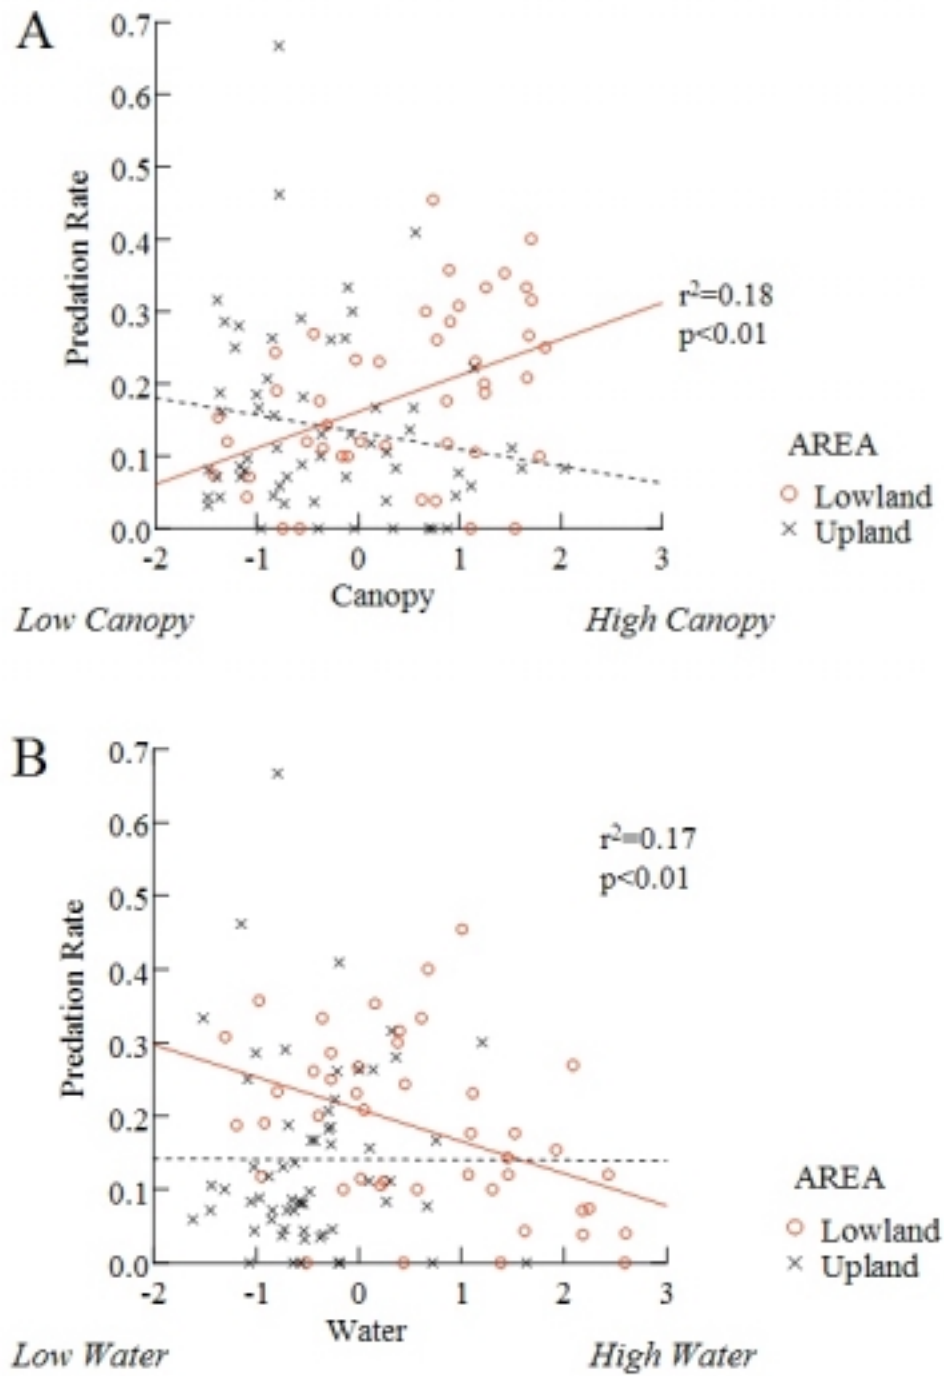 A
0.7
0.6
0.5
0.4
0.3
0.2
0.1
0.0
Predation Rate
r²=0.18
p<0.01
AREA
Lowland
Upland
-2 -1 0 1 2 3
Canopy
Low Canopy High Canopy
B
0.7
0.6
0.5
0.4
0.3
0.2
0.1
0.0
Predation Rate
r²=0.17
p<0.01
AREA
Lowland
Upland
-2 -1 0 1 2 3
Water
Low Water High Water